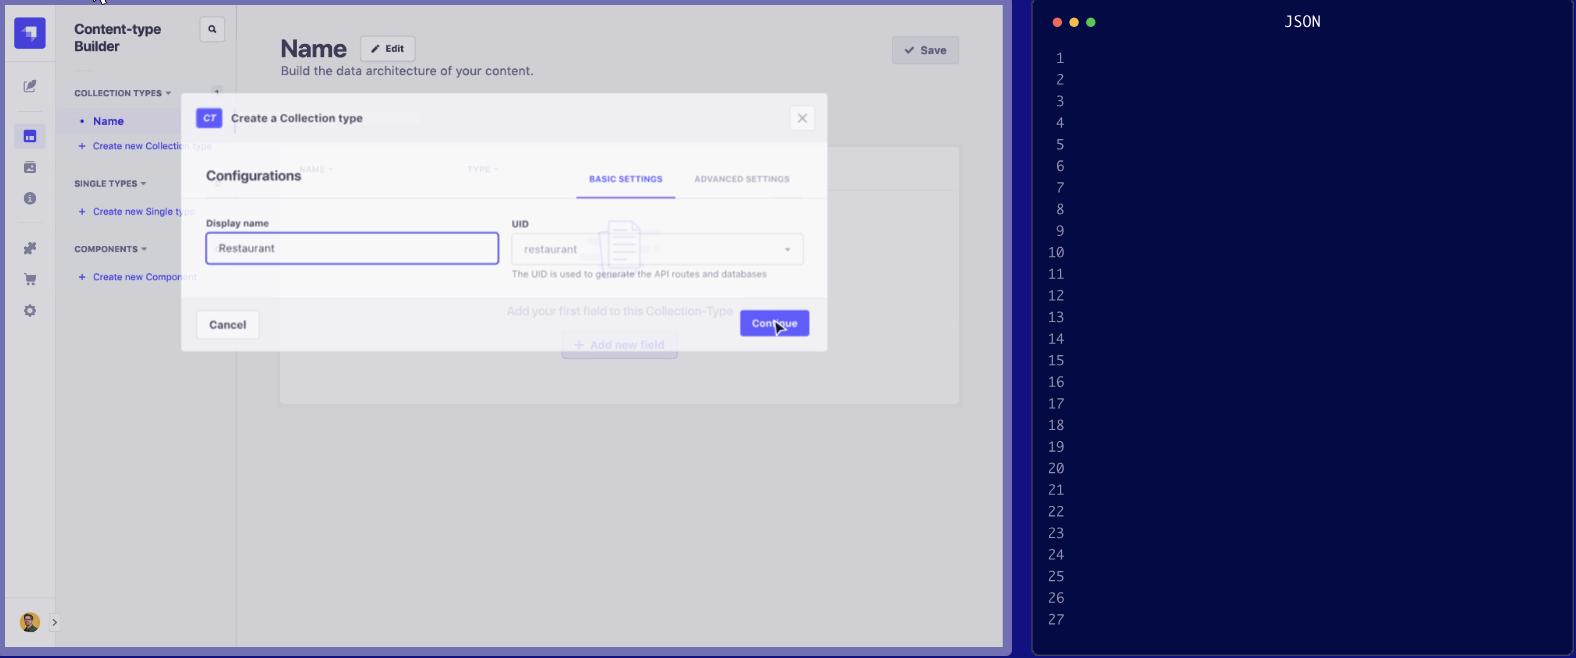 Content-type
Builder
COLLECTION TYPES
1
Name
Create new Collection type
SINGLE TYPES
Create new Single type
COMPONENTS
Create new Component
Name
Edit
Build the data architecture of your content.
Save
CT
Create a Collection type
Configurations
NAME
TYPE
BASIC SETTINGS
ADVANCED SETTINGS
Display name
Restaurant
UID
restaurant
The UID is used to generate the API routes and databases
Add your first field to this Collection-Type
Add new field
Cancel
Continue
JSON
1
2
3
4
5
6
7
8
9
10
11
12
13
14
15
16
17
18
19
20
21
22
23
24
25
26
27